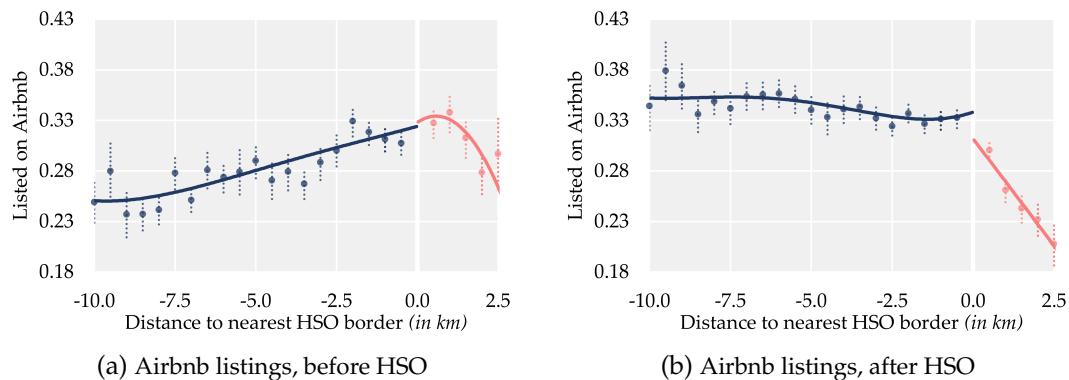 0.43
0.38
0.33
0.28
0.23
0.18
Listed on Airbnb
-10.0 -7.5 -5.0 -2.5 0.0 2.5
Distance to nearest HSO border (in km)
(a) Airbnb listings, before HSO
0.43
0.38
0.33
0.28
0.23
0.18
Listed on Airbnb
-10.0 -7.5 -5.0 -2.5 0.0 2.5
Distance to nearest HSO border (in km)
(b) Airbnb listings, after HSO